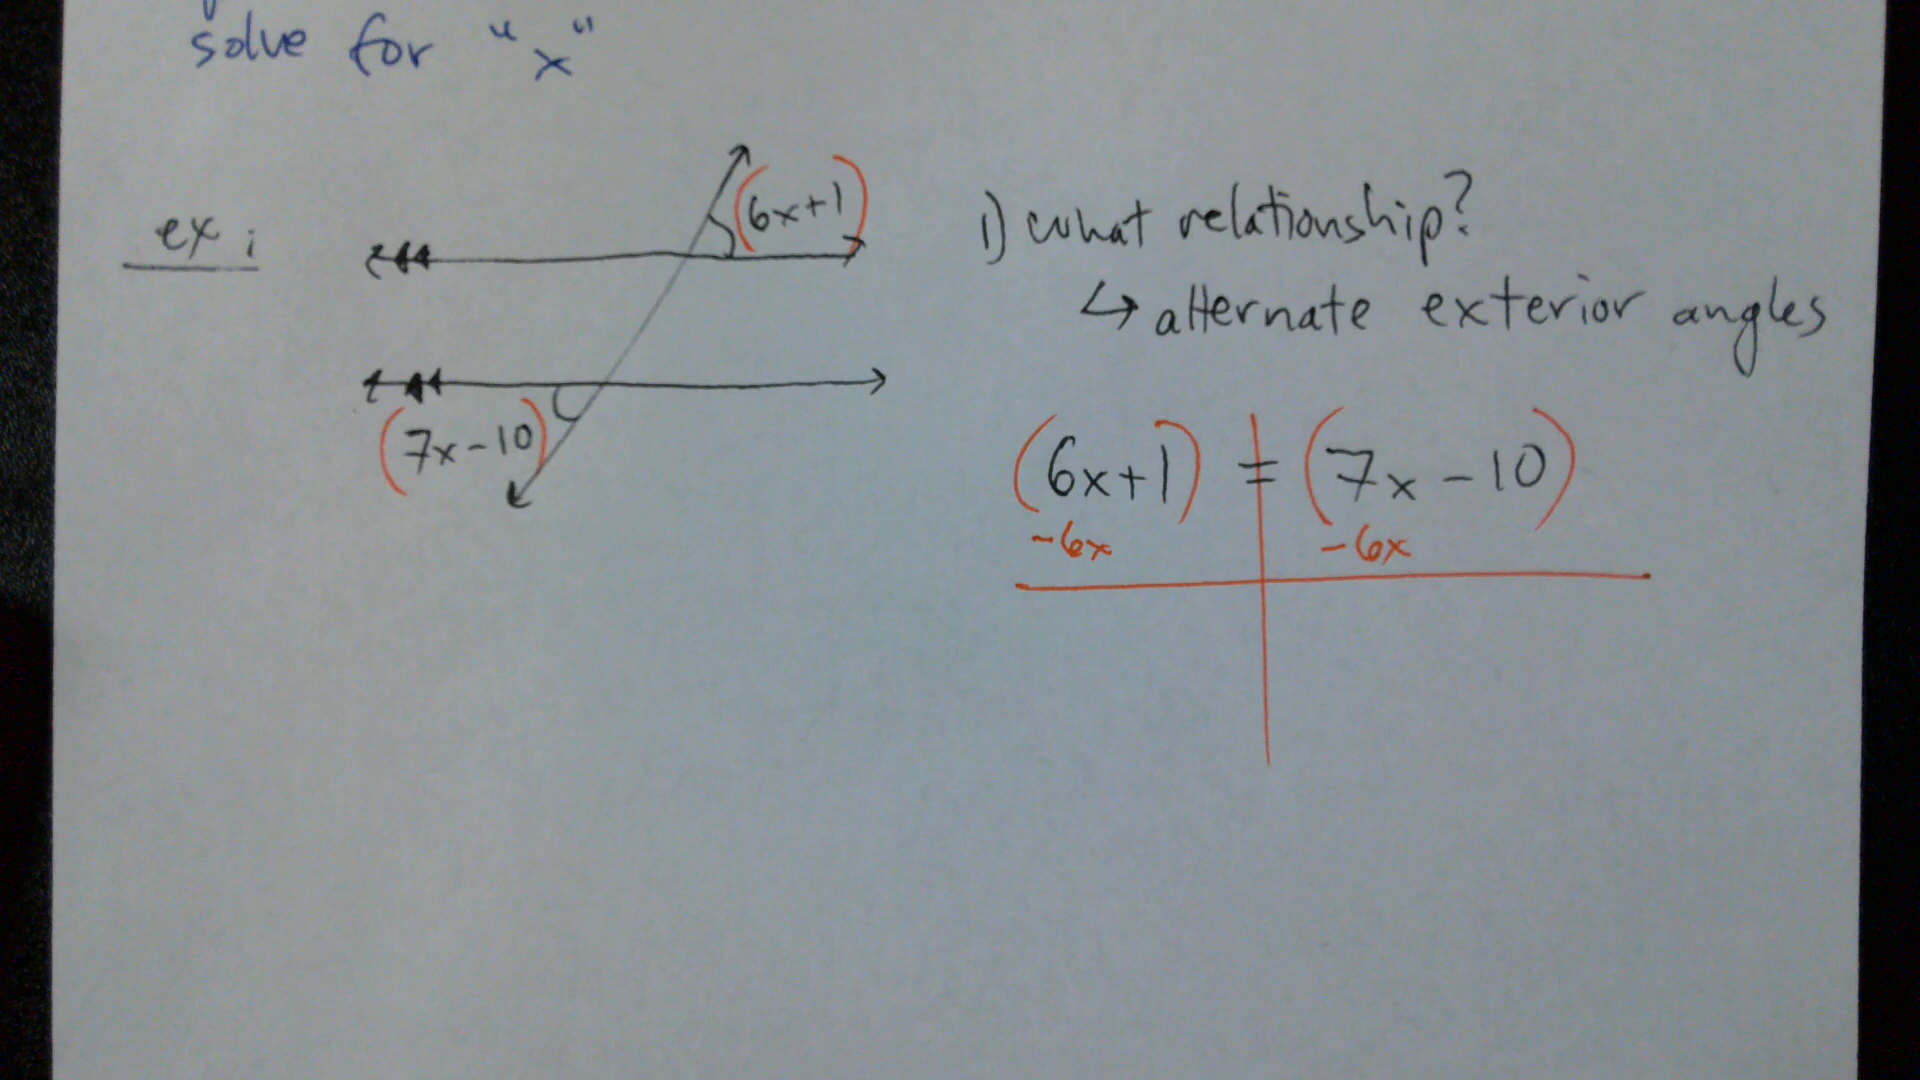 solve for "x"
ex:
(6x+1)
(7x-10)
1) what relationship?
↳ alternate exterior angles
(6x+1) = (7x-10)
-6x -6x